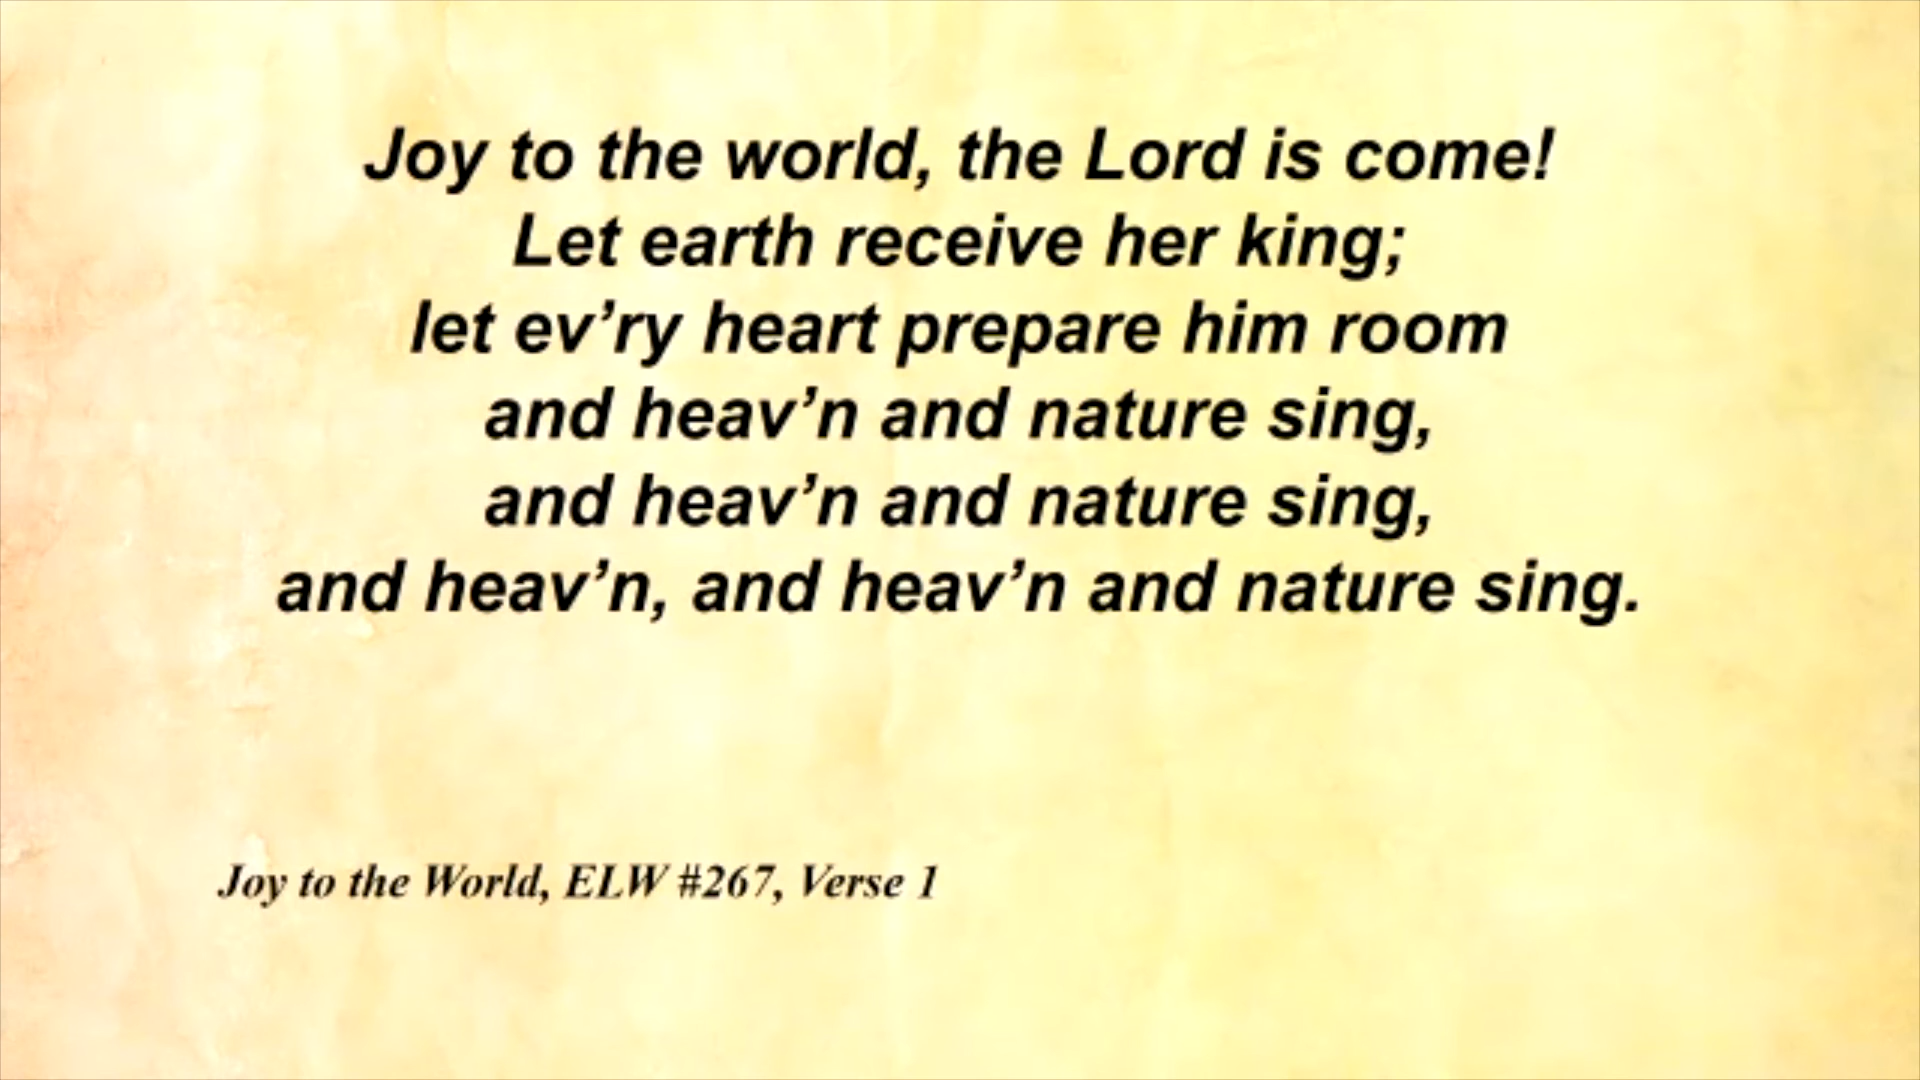 Joy to the world, the Lord is come!
Let earth receive her king;
let ev’ry heart prepare him room
and heav’n and nature sing,
and heav’n and nature sing,
and heav’n, and heav’n and nature sing.
Joy to the World, ELW #267, Verse 1